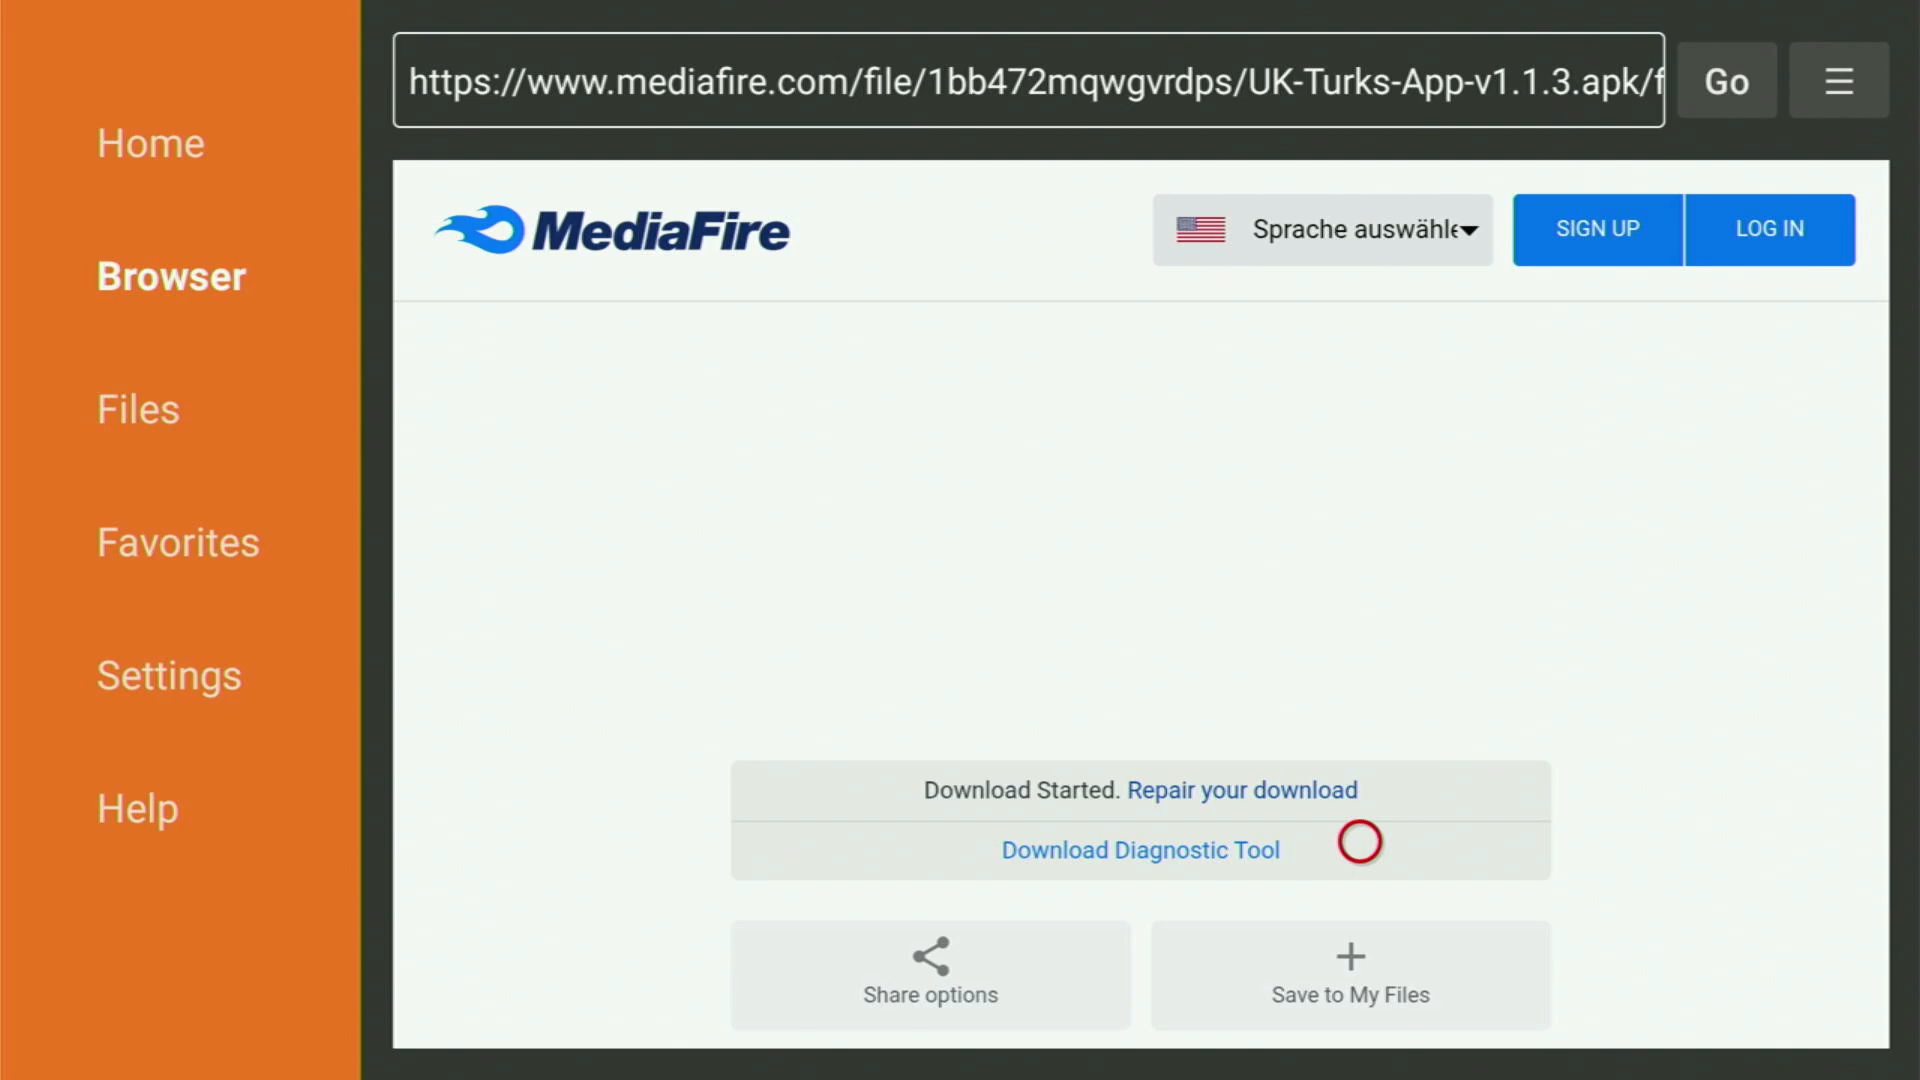 Home
Browser
Files
Favorites
Settings
Help
https://www.mediafire.com/file/1bb472mqwgvrdps/UK-Turks-App-v1.1.3.apk/f
Go
MediaFire
Sprache auswähle
SIGN UP
LOG IN
Download Started. Repair your download
Download Diagnostic Tool
Share options
Save to My Files